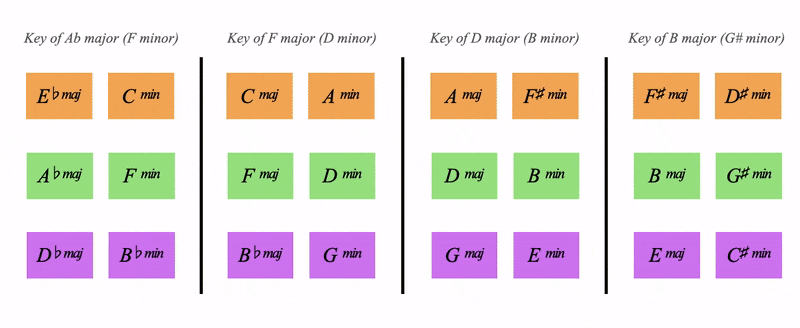 Key of Ab major (F minor) Key of F major (D minor) Key of D major (B minor) Key of B major (G# minor)
E♭ maj C min C maj A min A maj F♯ min F♯ maj D♯ min
A♭ maj F min F maj D min D maj B min B maj G♯ min
D♭ maj B♭ min B♭ maj G min G maj E min E maj C♯ min